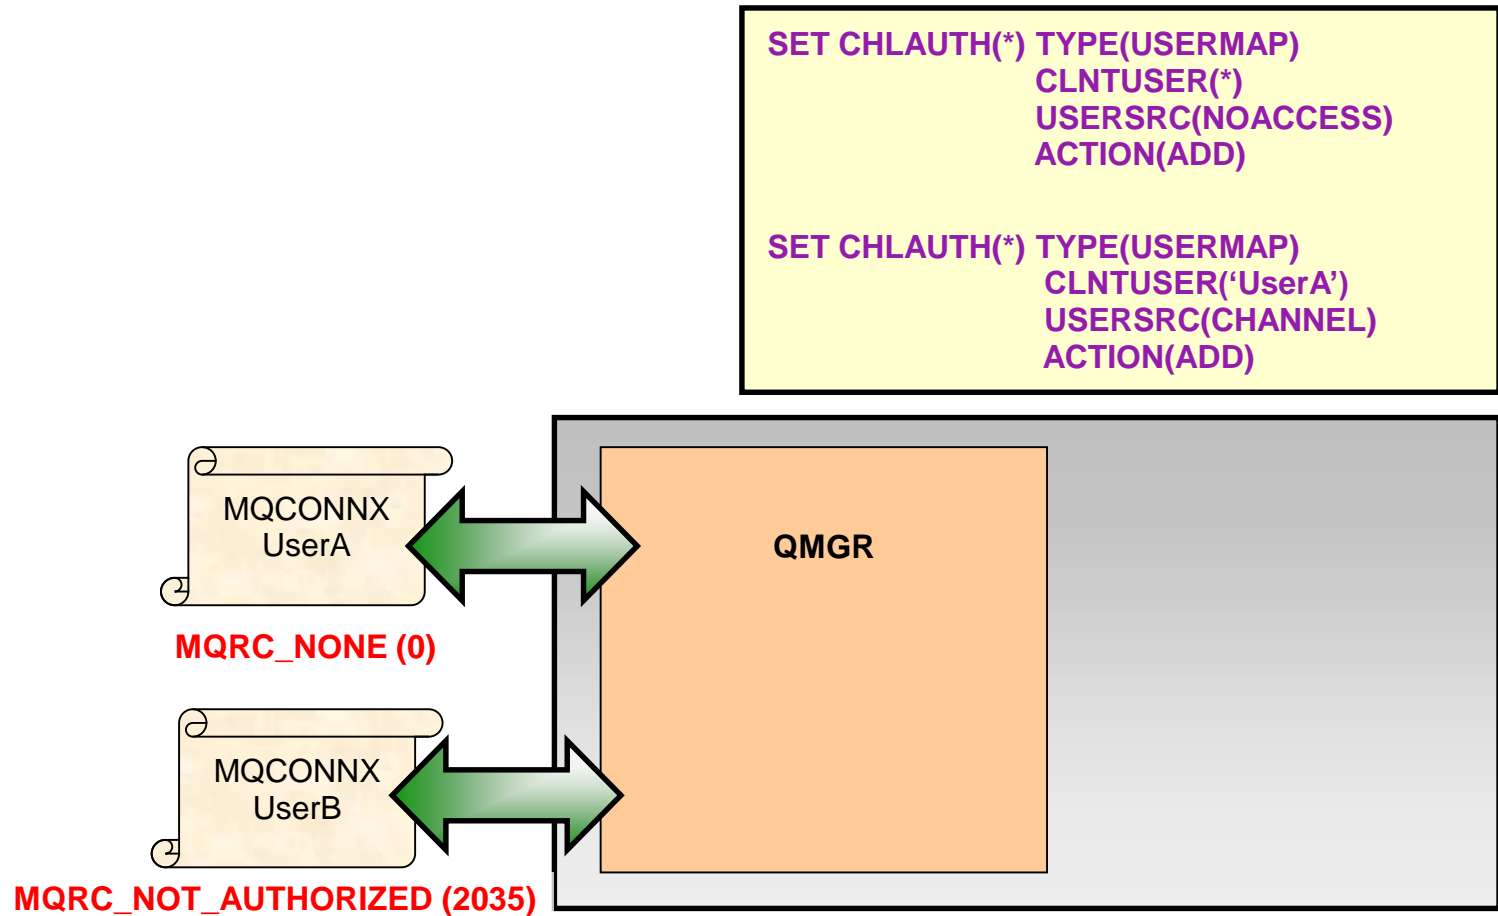 SET CHLAUTH(*) TYPE(USERMAP)
CLNTUSER(*)
USERSRC(NOACCESS)
ACTION(ADD)
SET CHLAUTH(*) TYPE(USERMAP)
CLNTUSER(‘UserA’)
USERSRC(CHANNEL)
ACTION(ADD)
MQCONNX
UserA
QMGR
MQRC_NONE (0)
MQCONNX
UserB
MQRC_NOT_AUTHORIZED (2035)